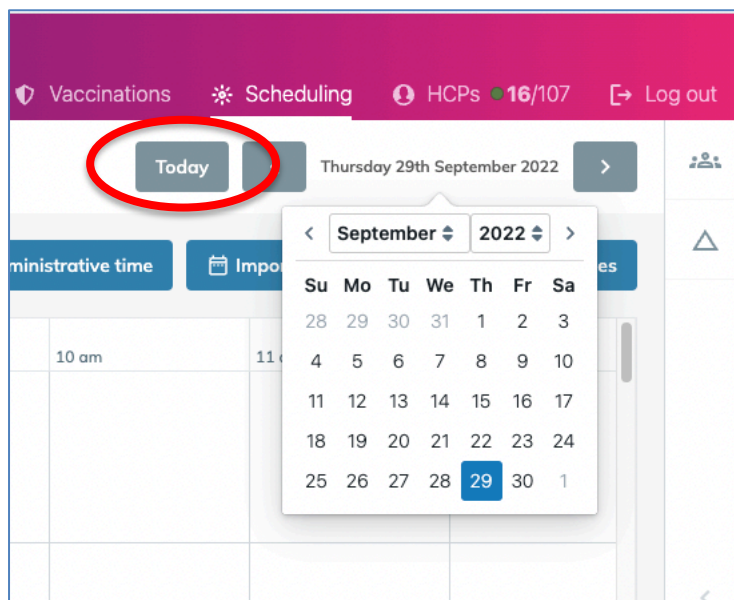 Vaccinations Scheduling HCPs 16/107 Log out
Today Thursday 29th September 2022
September 2022
ministrative time Impo es
Su Mo Tu We Th Fr Sa
28 29 30 31 1 2 3
10 am 11
4 5 6 7 8 9 10
11 12 13 14 15 16 17
18 19 20 21 22 23 24
25 26 27 28 29 30 1